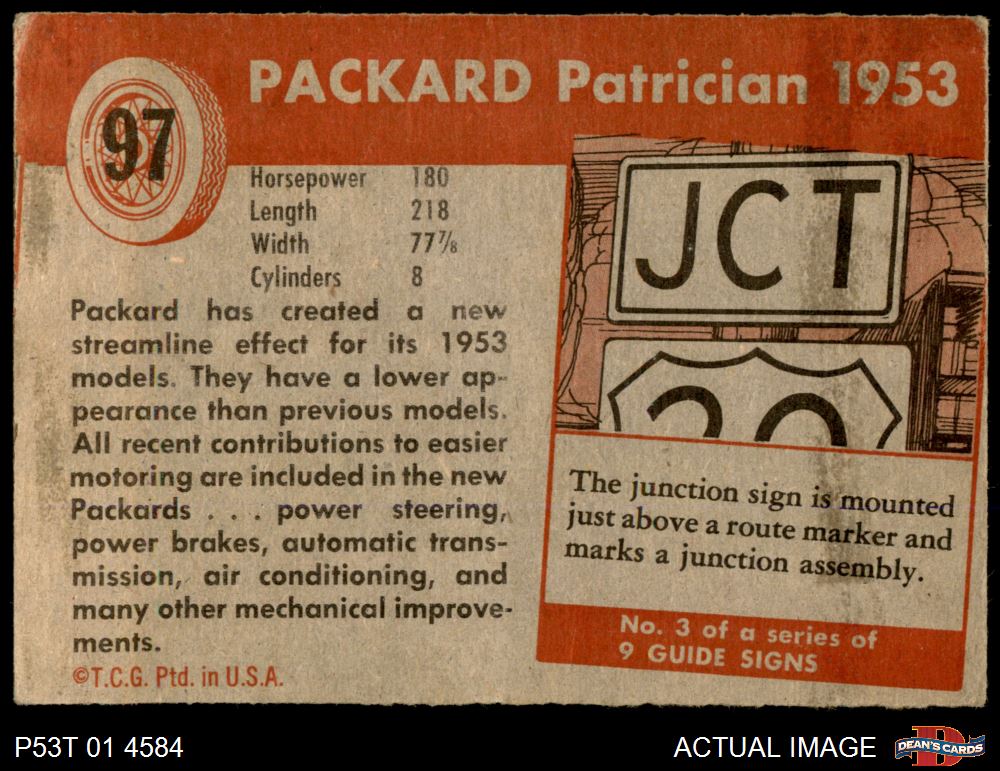 97
PACKARD Patrician 1953
Horsepower 180
Length 218
Width 77⅞
Cylinders 8
Packard has created a new
streamline effect for its 1953
models. They have a lower ap-
pearance than previous models.
All recent contributions to easier
motoring are included in the new
Packards . . . power steering,
power brakes, automatic trans-
mission, air conditioning, and
many other mechanical improve-
ments.
©T.C.G. Ptd. in U.S.A.
JCT
The junction sign is mounted
just above a route marker and
marks a junction assembly.
No. 3 of a series of
9 GUIDE SIGNS
P53T 01 4584
ACTUAL IMAGE
D
DEAN'S CARDS